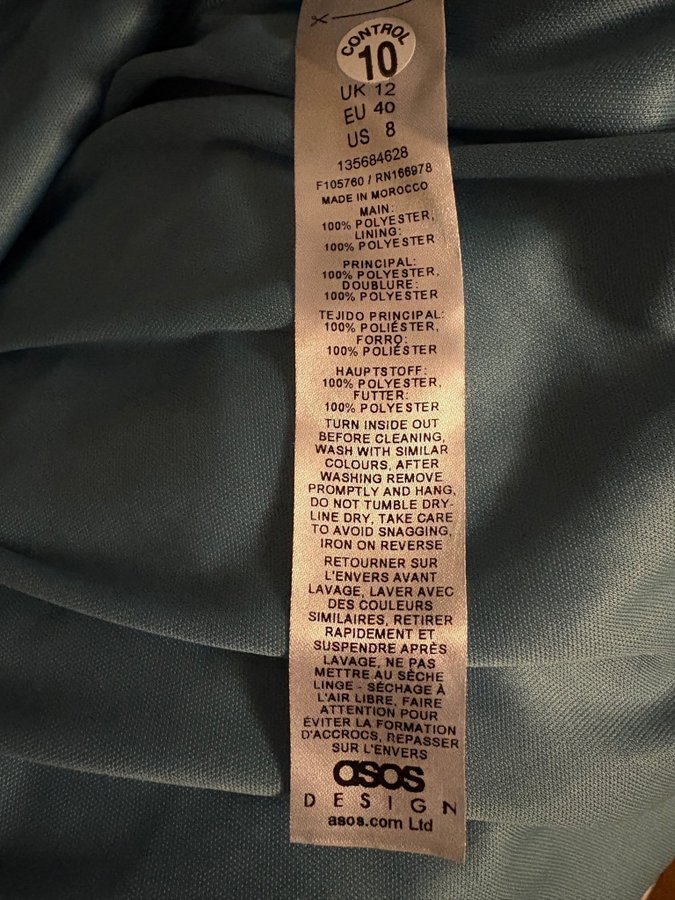 CONTROL
10
UK 12
EU 40
US 8
135684628
F105760 / RN166978
MADE IN MOROCCO
MAIN:
100% POLYESTER,
LINING:
100% POLYESTER
PRINCIPAL:
100% POLYESTER,
DOUBLURE:
100% POLYESTER
TEJIDO PRINCIPAL:
100% POLIÉSTER,
FORRO:
100% POLIÉSTER
HAUPTSTOFF:
100% POLYESTER,
FUTTER:
100% POLYESTER
TURN INSIDE OUT
BEFORE CLEANING,
WASH WITH SIMILAR
COLOURS, AFTER
WASHING REMOVE
PROMPTLY AND HANG,
DO NOT TUMBLE DRY-
LINE DRY, TAKE CARE
TO AVOID SNAGGING,
IRON ON REVERSE
RETOURNER SUR
L'ENVERS AVANT
LAVAGE, LAVER AVEC
DES COULEURS
SIMILAIRES, RETIRER
RAPIDEMENT ET
SUSPENDRE APRÈS
LAVAGE, NE PAS
METTRE AU SÈCHE
LINGE - SÉCHAGE À
L'AIR LIBRE, FAIRE
ATTENTION POUR
ÉVITER LA FORMATION
D'ACCROCS, REPASSER
SUR L'ENVERS
asos
DESIGN
asos.com Ltd